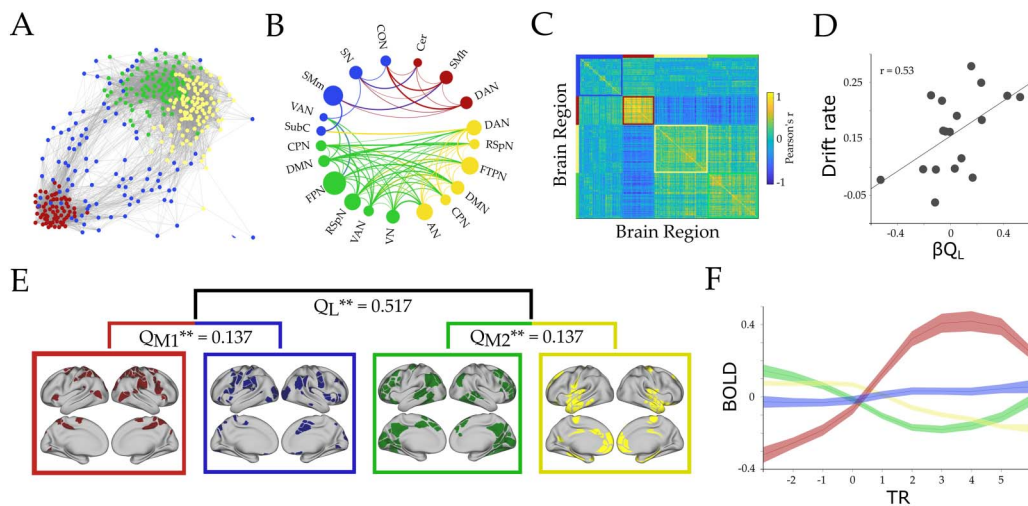 A
B
CON
Cer
SN
SMh
SMm
DAN
VAN
SubC
DAN
CPN
RSpN
DMN
FTPN
FPN
DMN
RSpN
CPN
VAN
VN
AN
C
Brain Region
Brain Region
1
0
-1
Pearson's r
D
r = 0.53
Drift rate
0.25
0.15
-0.05
-0.4
0
0.4
βQL
E
QL** = 0.517
QM1** = 0.137
QM2** = 0.137
F
BOLD
0.4
0
-0.4
-2
-1
0
1
2
3
4
5
TR